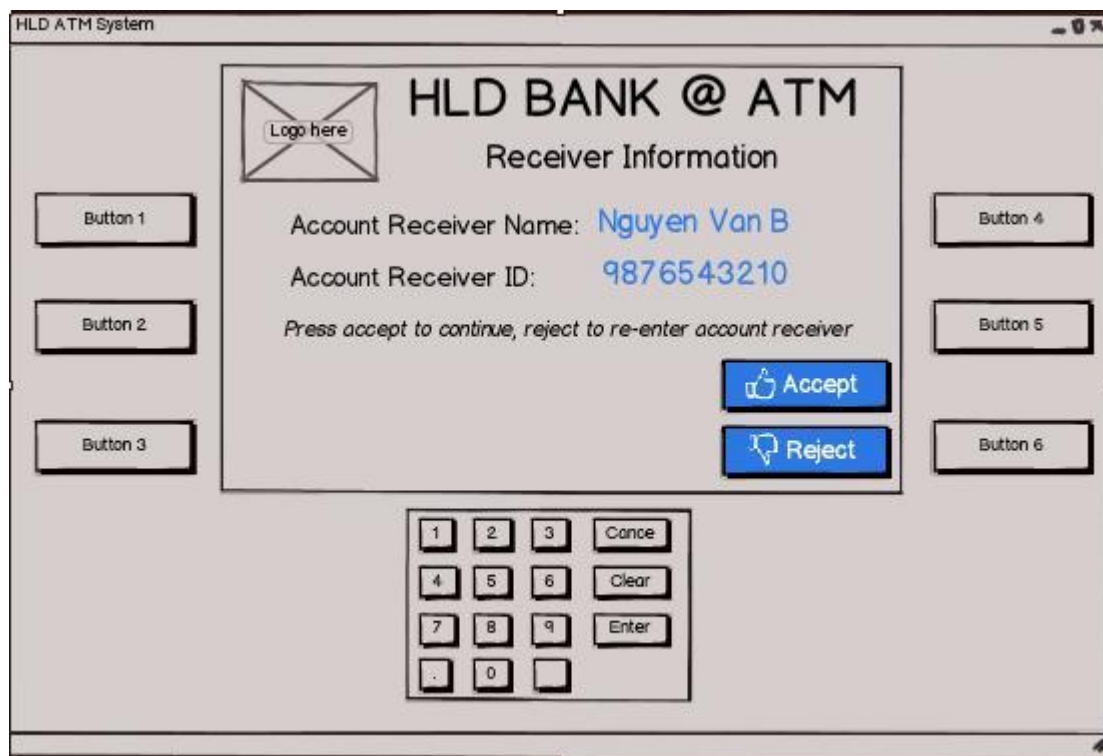 HLD ATM System
Logo here
HLD BANK @ ATM
Receiver Information
Button 1
Account Receiver Name: Nguyen Van B
Button 4
Account Receiver ID: 9876543210
Button 2
Press accept to continue, reject to re-enter account receiver
Button 5
Accept
Button 3
Reject
Button 6
1 2 3 Cance
4 5 6 Clear
7 8 9 Enter
. 0